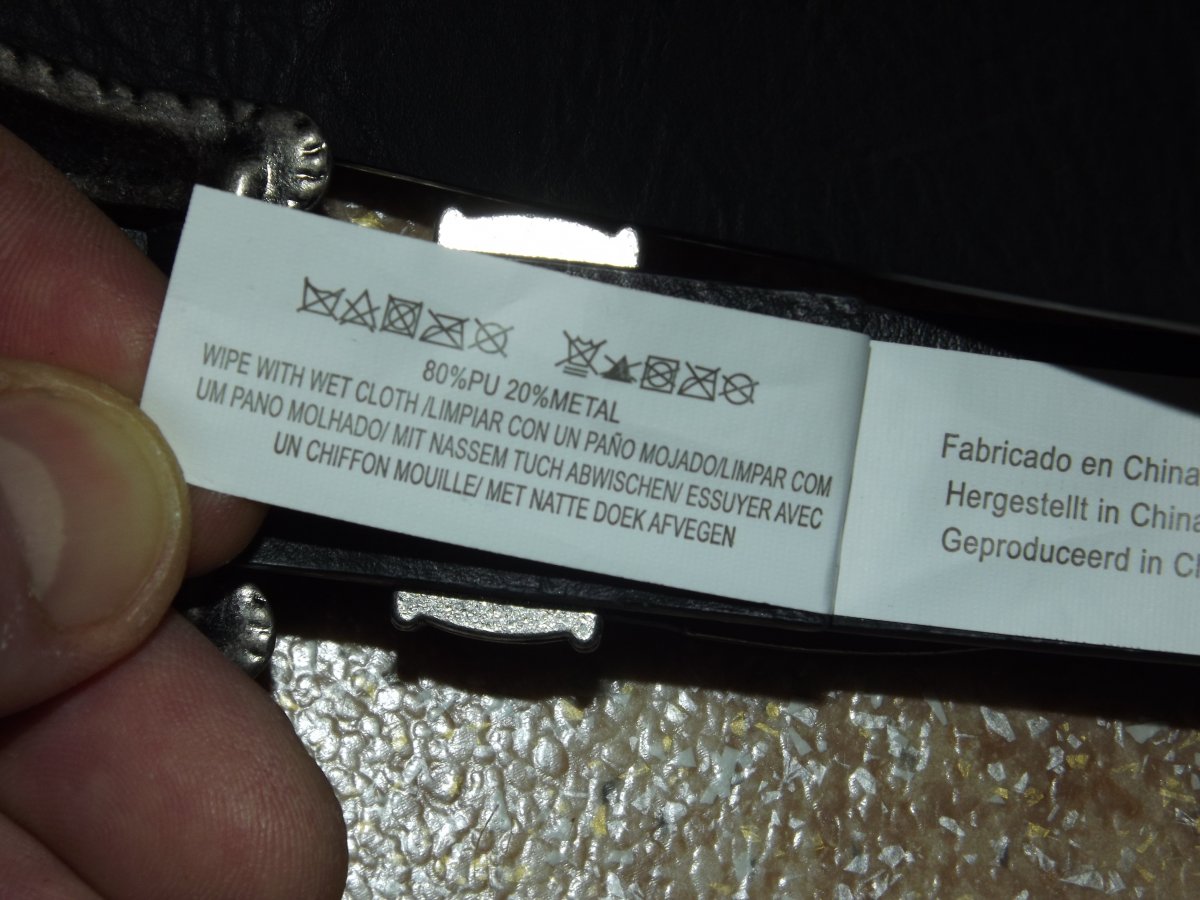 80%PU 20%METAL
WIPE WITH WET CLOTH /LIMPIAR CON UN PAÑO MOJADO/LIMPAR COM
UM PANO MOLHADO/ MIT NASSEM TUCH ABWISCHEN/ ESSUYER AVEC
UN CHIFFON MOUILLE/ MET NATTE DOEK AFVEGEN
Fabricado en China
Hergestellt in China
Geproduceerd in